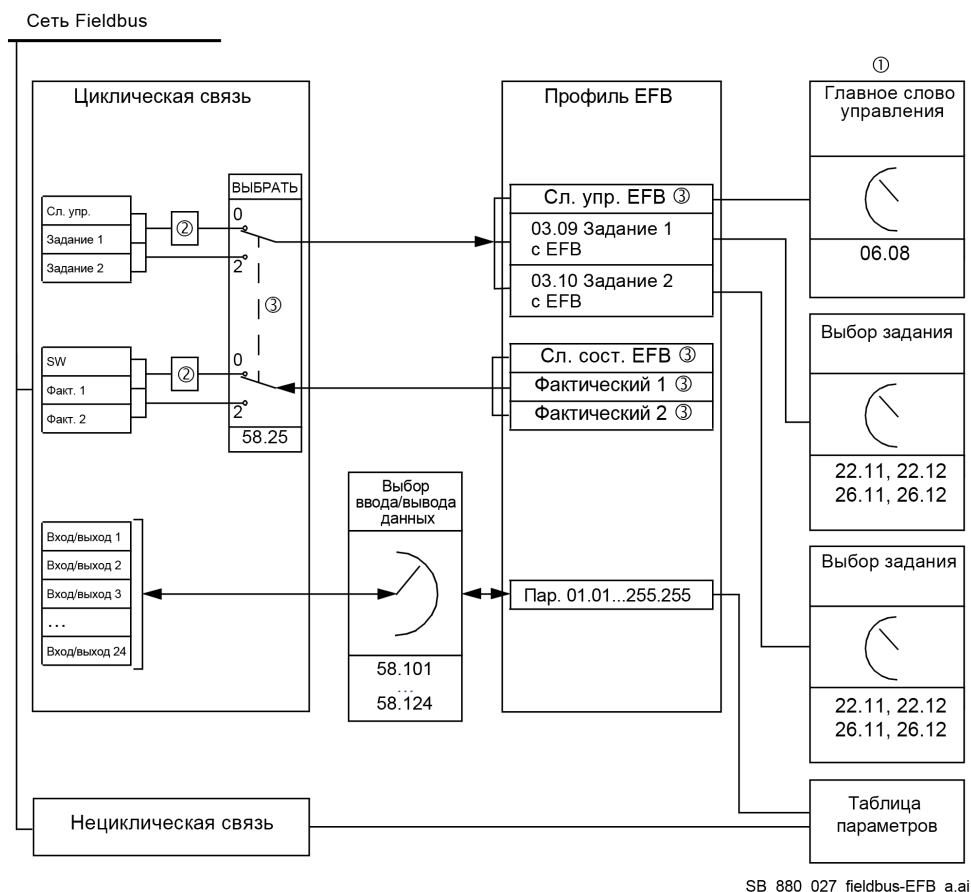 Сеть Fieldbus
Циклическая связь
ВЫБРАТЬ
Сл. упр.
Задание 1
Задание 2
②
0
2
③
SW
Факт. 1
Факт. 2
②
0
2
58.25
Вход/выход 1
Вход/выход 2
Вход/выход 3
...
Вход/выход 24
Выбор
ввода/вывода
данных
58.101
...
58.124
Профиль EFB
Сл. упр. EFB ③
03.09 Задание 1
с EFB
03.10 Задание 2
с EFB
Сл. сост. EFB ③
Фактический 1 ③
Фактический 2 ③
Пар. 01.01...255.255
①
Главное слово
управления
06.08
Выбор задания
22.11, 22.12
26.11, 26.12
Выбор задания
22.11, 22.12
26.11, 26.12
Нециклическая связь
Таблица
параметров
SB_880_027_fieldbus-EFB_a.ai